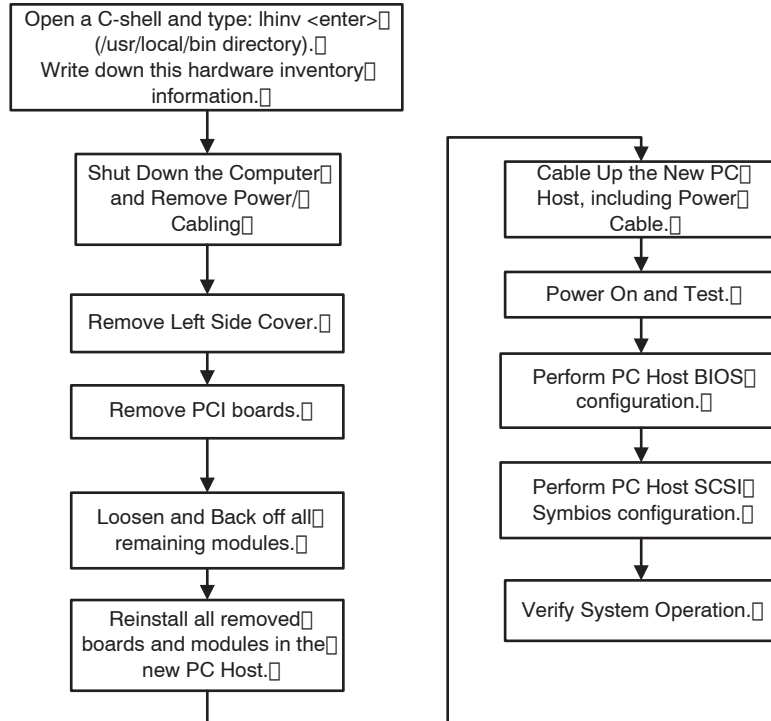 Open a C-shell and type: lhinv <enter>
(/usr/local/bin directory).
Write down this hardware inventory
information.
Shut Down the Computer
and Remove Power/
Cabling
Remove Left Side Cover.
Remove PCI boards.
Loosen and Back off all
remaining modules.
Reinstall all removed
boards and modules in the
new PC Host.
Cable Up the New PC
Host, including Power
Cable.
Power On and Test.
Perform PC Host BIOS
configuration.
Perform PC Host SCSI
Symbios configuration.
Verify System Operation.